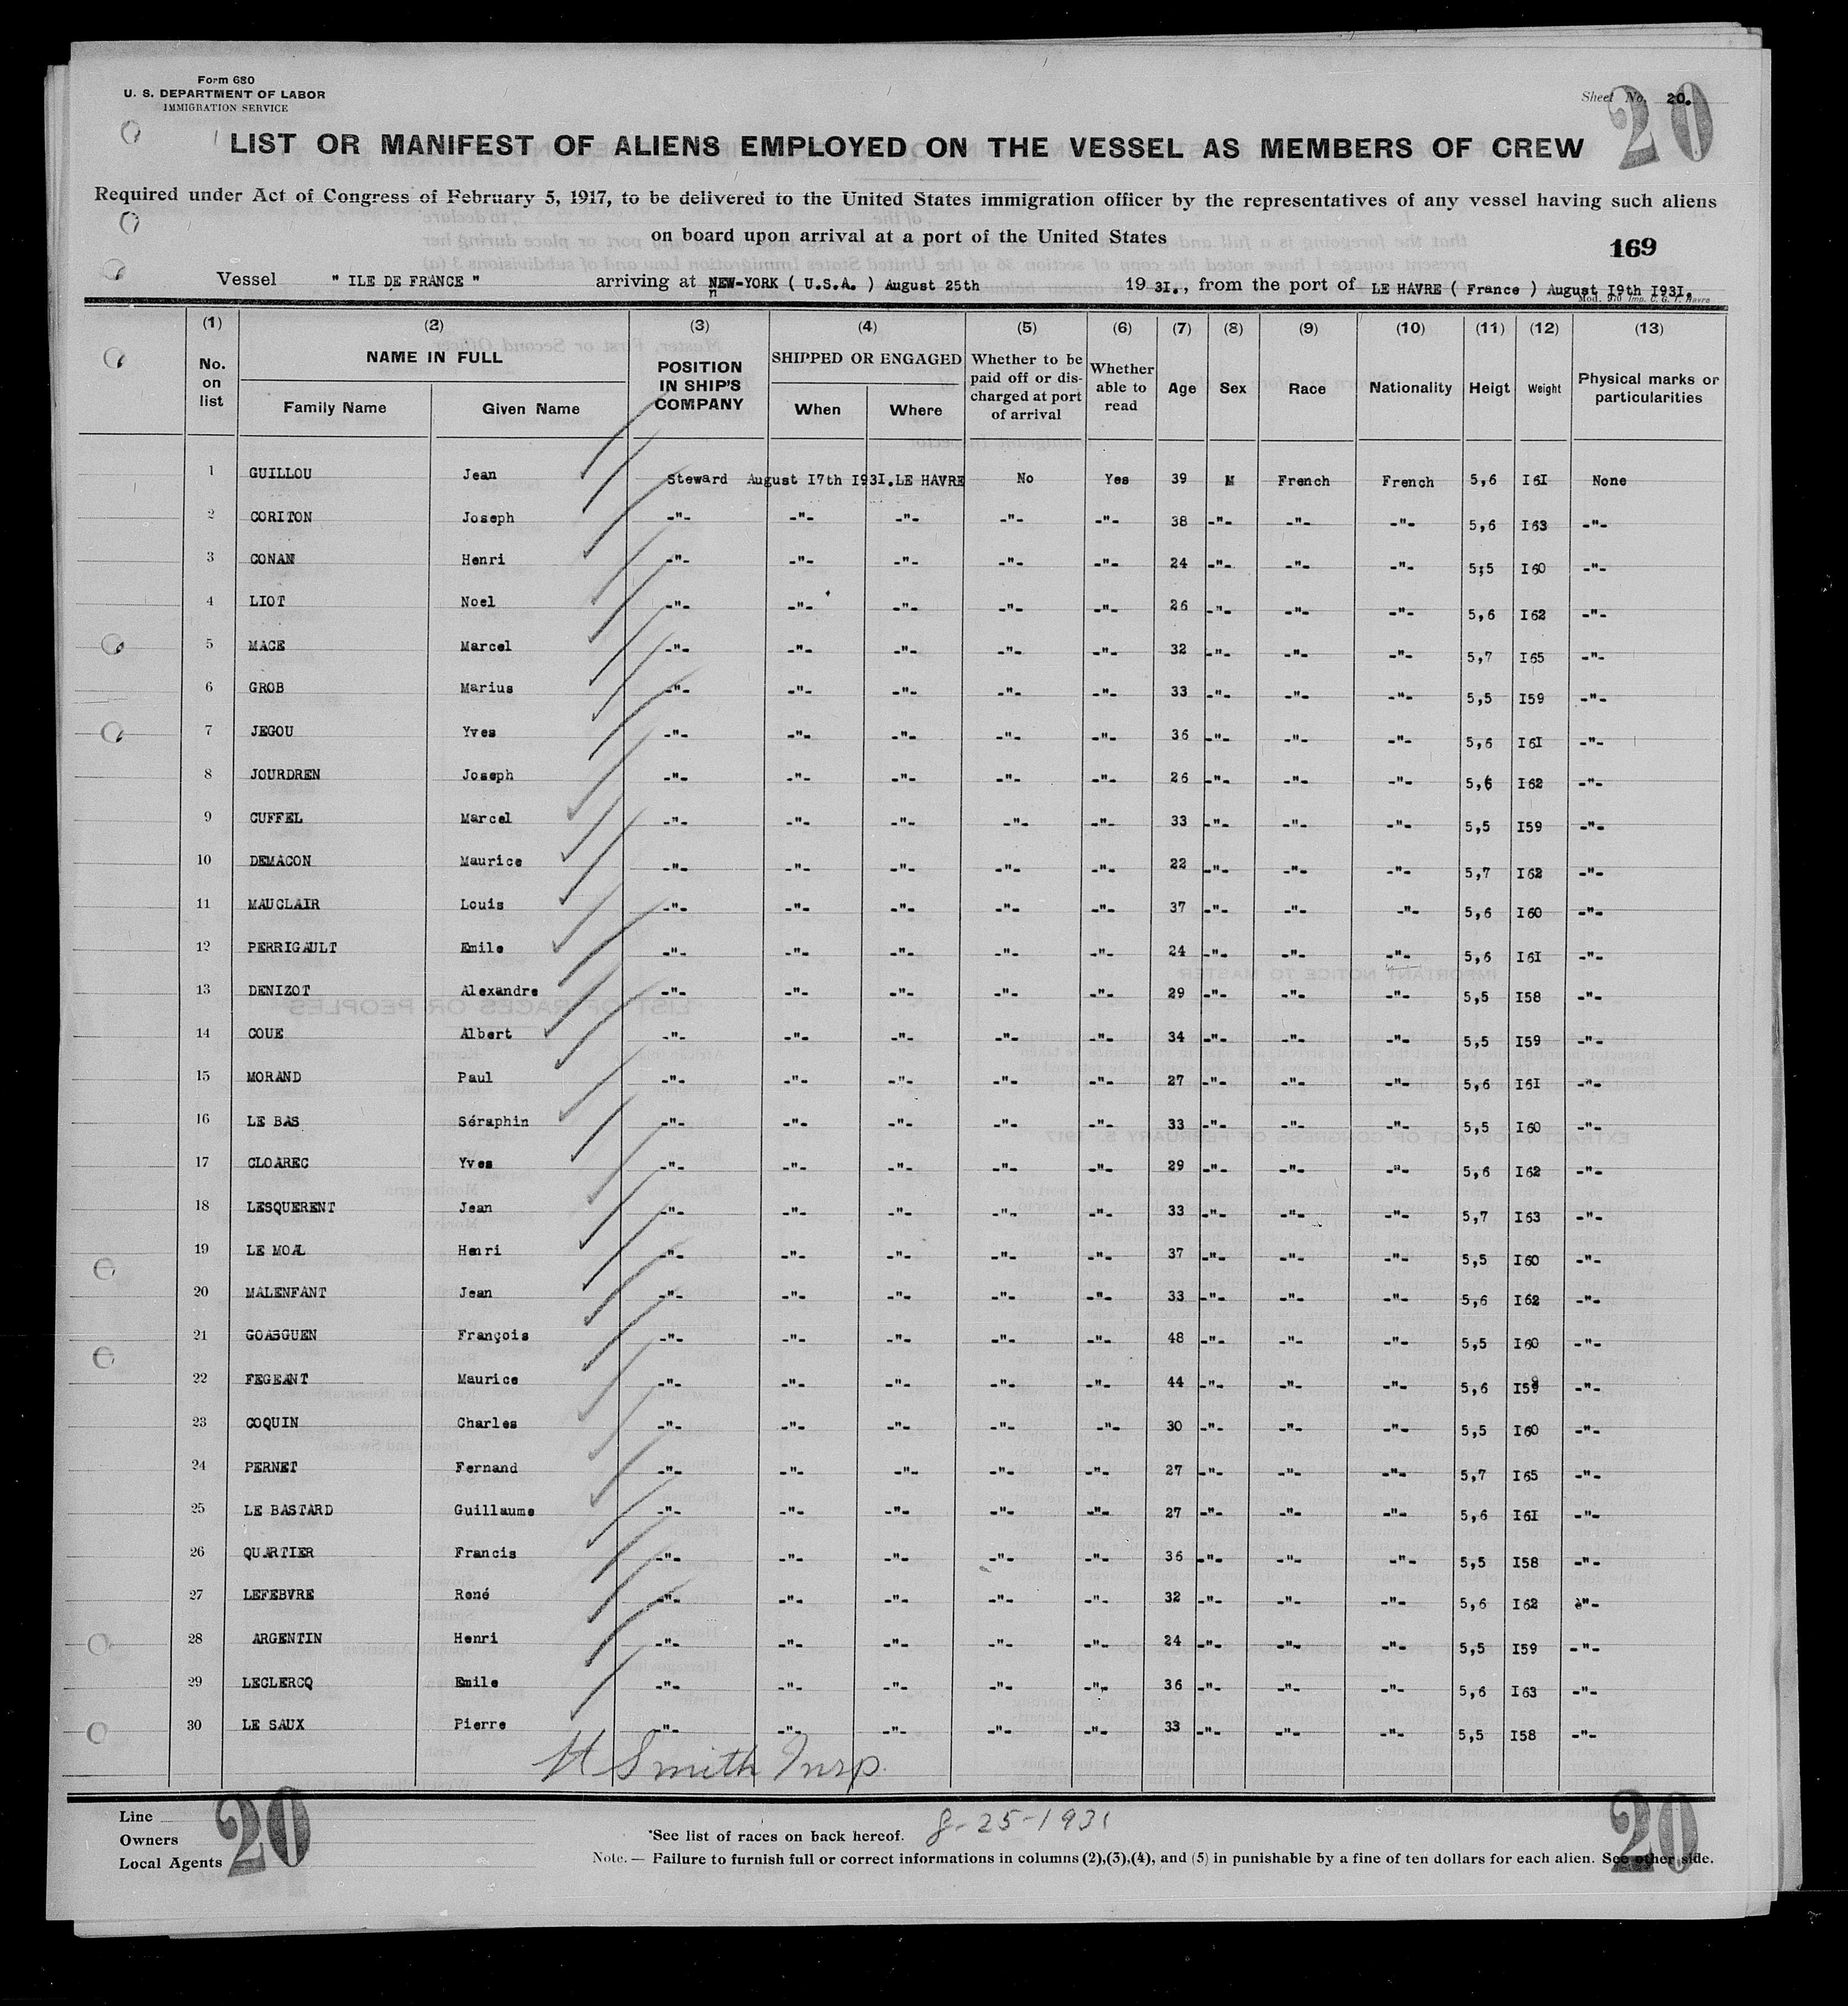 Form 680
U. S. DEPARTMENT OF LABOR
IMMIGRATION SERVICE
Sheet No. 20.
20
LIST OR MANIFEST OF ALIENS EMPLOYED ON THE VESSEL AS MEMBERS OF CREW
Required under Act of Congress of February 5, 1917, to be delivered to the United States immigration officer by the representatives of any vessel having such aliens
on board upon arrival at a port of the United States
169
Vessel " ILE DE FRANCE " arriving at NEW-YORK ( U.S.A. ) August 25th 19 3I., from the port of LE HAVRE ( France ) August I9th I93I.
Mod. 970 Imp. C. G. T. Havre
(1) (2) (3) (4) (5) (6) (7) (8) (9) (10) (11) (12) (13)
No. on list NAME IN FULL Family Name Given Name POSITION IN SHIP'S COMPANY SHIPPED OR ENGAGED When Where Whether to be paid off or discharged at port of arrival Whether able to read Age Sex Race Nationality Heigt Weight Physical marks or particularities
1 GUILLOU Jean Steward August I7th I93I. LE HAVRE No Yes 39 M French French 5,6 I6I None
2 CORITON Joseph -"- -"- -"- -"- -"- 38 -"- -"- -"- 5,6 I63 -"-
3 CONAN Henri -"- -"- -"- -"- -"- 24 -"- -"- -"- 5;5 I60 -"-
4 LIOT Noel -"- -"- -"- -"- -"- 26 -"- -"- -"- 5,6 I62 -"-
5 MACE Marcel -"- -"- -"- -"- -"- 32 -"- -"- -"- 5,7 I65 -"-
6 GROB Marius -"- -"- -"- -"- -"- 33 -"- -"- -"- 5,5 I59 -"-
7 JEGOU Yves -"- -"- -"- -"- -"- 36 -"- -"- -"- 5,6 I6I -"-
8 JOURDREN Joseph -"- -"- -"- -"- -"- 26 -"- -"- -"- 5,6 I62 -"-
9 CUFFEL Marcel -"- -"- -"- -"- -"- 33 -"- -"- -"- 5,5 I59 -"-
10 DEMACON Maurice -"- -"- -"- -"- -"- 22 -"- -"- -"- 5,7 I62 -"-
11 MAUCLAIR Louis -"- -"- -"- -"- -"- 37 -"- -"- -"- 5,6 I60 -"-
12 PERRIGAULT Emile -"- -"- -"- -"- -"- 24 -"- -"- -"- 5,6 I6I -"-
13 DENIZOT Alexandre -"- -"- -"- -"- -"- 29 -"- -"- -"- 5,5 I58 -"-
14 COUE Albert -"- -"- -"- -"- -"- 34 -"- -"- -"- 5,5 I59 -"-
15 MORAND Paul -"- -"- -"- -"- -"- 27 -"- -"- -"- 5,6 I6I -"-
16 LE BAS Séraphin -"- -"- -"- -"- -"- 33 -"- -"- -"- 5,5 I60 -"-
17 CLOAREC Yves -"- -"- -"- -"- -"- 29 -"- -"- -"- 5,6 I62 -"-
18 LESQUERENT Jean -"- -"- -"- -"- -"- 33 -"- -"- -"- 5,7 I63 -"-
19 LE MOAL Henri -"- -"- -"- -"- -"- 37 -"- -"- -"- 5,5 I60 -"-
20 MALENFANT Jean -"- -"- -"- -"- -"- 33 -"- -"- -"- 5,6 I62 -"-
21 GOASGUEN François -"- -"- -"- -"- -"- 48 -"- -"- -"- 5,5 I60 -"-
22 FEGEANT Maurice -"- -"- -"- -"- -"- 44 -"- -"- -"- 5,6 I59 -"-
23 COQUIN Charles -"- -"- -"- -"- -"- 30 -"- -"- -"- 5,5 I60 -"-
24 PERNET Fernand -"- -"- -"- -"- -"- 27 -"- -"- -"- 5,7 I65 -"-
25 LE BASTARD Guillaume -"- -"- -"- -"- -"- 27 -"- -"- -"- 5,6 I6I -"-
26 QUARTIER Francis -"- -"- -"- -"- -"- 36 -"- -"- -"- 5,5 I58 -"-
27 LEFEBVRE René -"- -"- -"- -"- -"- 32 -"- -"- -"- 5,6 I62 -"-
28 ARGENTIN Henri -"- -"- -"- -"- -"- 24 -"- -"- -"- 5,5 I59 -"-
29 LECLERCQ Emile -"- -"- -"- -"- -"- 36 -"- -"- -"- 5,6 I63 -"-
30 LE SAUX Pierre -"- -"- -"- -"- -"- 33 -"- -"- -"- 5,5 I58 -"-
H Smith Insp.
Line
Owners
Local Agents
20
*See list of races on back hereof. 8-25-1931
Note.— Failure to furnish full or correct informations in columns (2),(3),(4), and (5) in punishable by a fine of ten dollars for each alien. See other side.
20